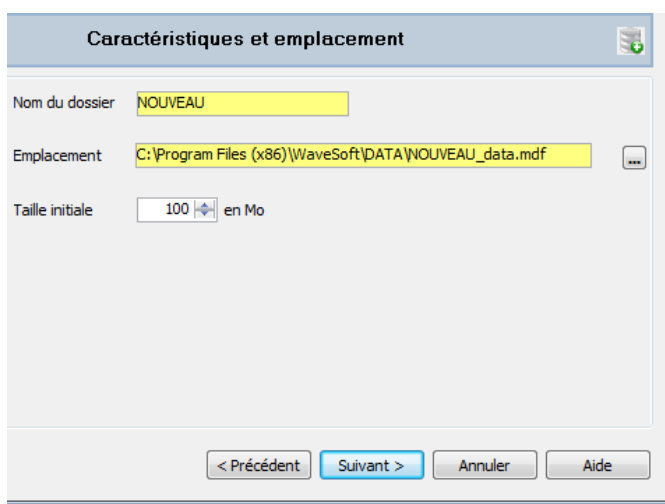 Caractéristiques et emplacement
Nom du dossier NOUVEAU
Emplacement C:\Program Files (x86)\WaveSoft\DATA\NOUVEAU_data.mdf ...
Taille initiale 100 en Mo
< Précédent Suivant > Annuler Aide